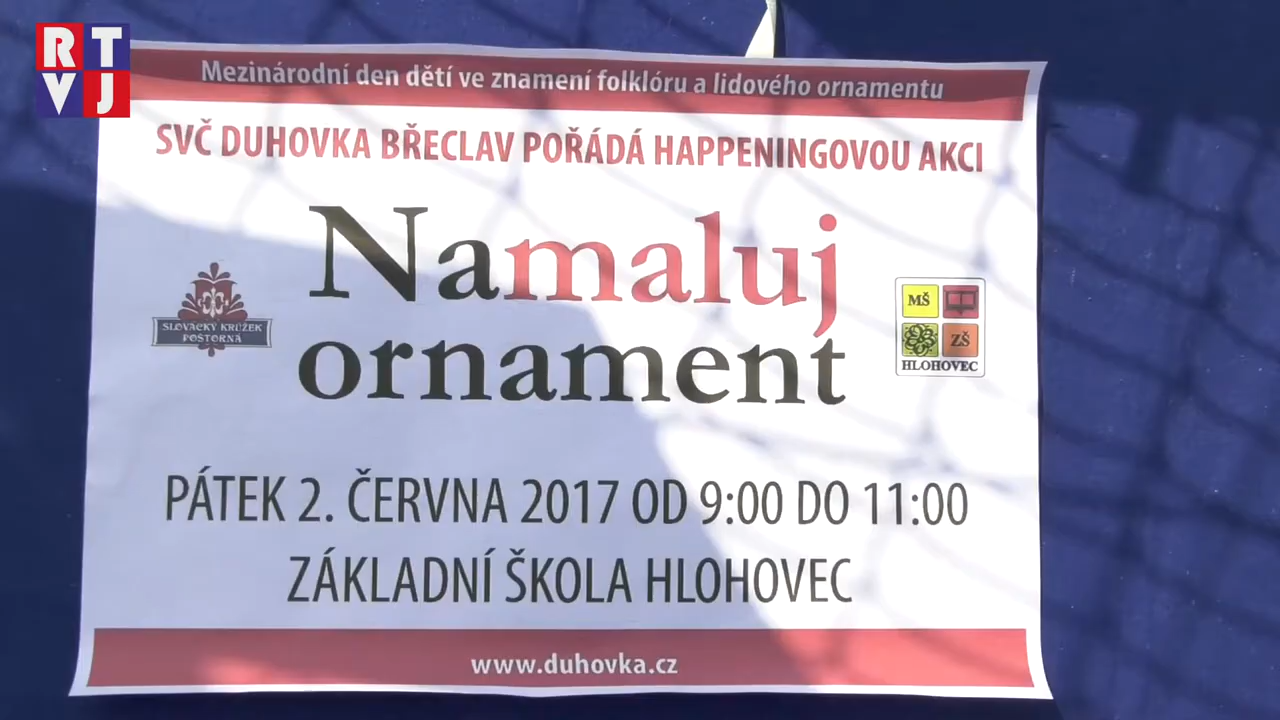 RT
VJ
Mezinárodní den dětí ve znamení folklóru a lidového ornamentu
SVČ DUHOVKA BŘECLAV POŘÁDÁ HAPPENINGOVOU AKCI
Namaluj
ornament
SLOVÁCKÝ KRÚŽEK
POŠTORNÁ
MŠ
ZŠ
HLOHOVEC
PÁTEK 2. ČERVNA 2017 OD 9:00 DO 11:00
ZÁKLADNÍ ŠKOLA HLOHOVEC
www.duhovka.cz